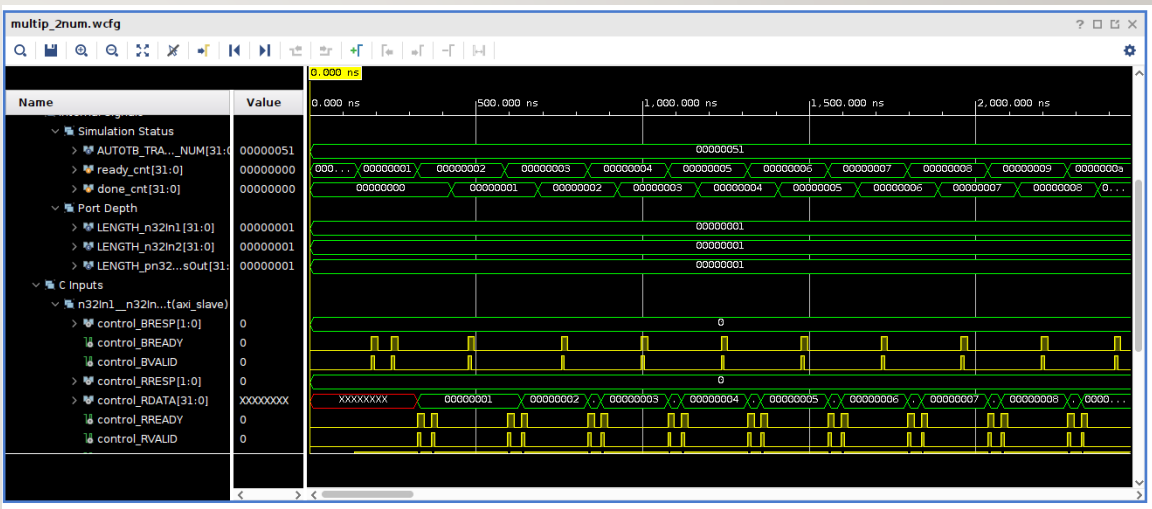 multip_2num.wcfg
0.000 ns
Name Value 0.000 ns 500.000 ns 1,000.000 ns 1,500.000 ns 2,000.000 ns
Simulation Status
AUTOTB_TRA..._NUM[31:0 00000051 00000051
ready_cnt[31:0] 00000000 000... 00000001 00000002 00000003 00000004 00000005 00000006 00000007 00000008 00000009 0000000a
done_cnt[31:0] 00000000 00000000 00000001 00000002 00000003 00000004 00000005 00000006 00000007 00000008 0...
Port Depth
LENGTH_n32In1[31:0] 00000001 00000001
LENGTH_n32In2[31:0] 00000001 00000001
LENGTH_pn32...sOut[31: 00000001 00000001
C Inputs
n32In1__n32In...t(axi_slave)
control_BRESP[1:0] 0 0
control_BREADY 0
control_BVALID 0
control_RRESP[1:0] 0 0
control_RDATA[31:0] XXXXXXXX XXXXXXXX 00000001 00000002 . 00000003 . 00000004 . 00000005 . 00000006 . 00000007 . 00000008 . 0000...
control_RREADY 0
control_RVALID 0